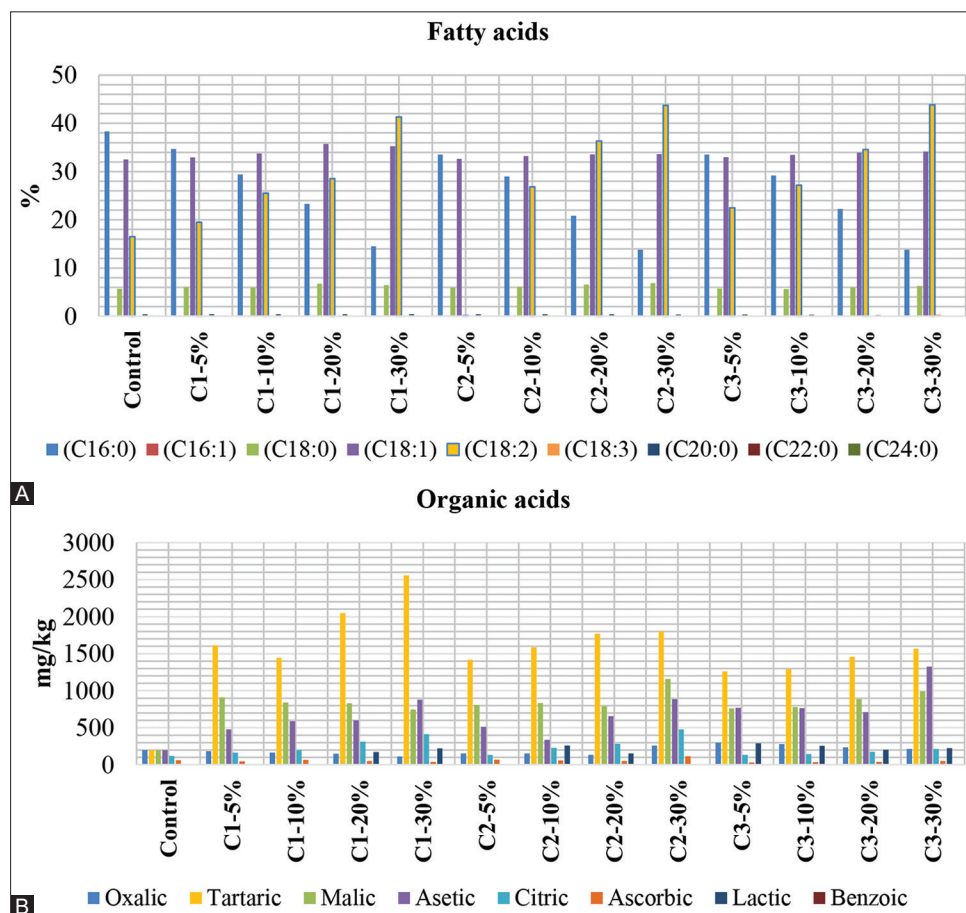 Fatty acids
50
40
30
20
10
0
%
Control
C1-5%
C1-10%
C1-20%
C1-30%
C2-5%
C2-10%
C2-20%
C2-30%
C3-5%
C3-10%
C3-20%
C3-30%
(C16:0) (C16:1) (C18:0) (C18:1) (C18:2) (C18:3) (C20:0) (C22:0) (C24:0)
A
Organic acids
3000
2500
2000
1500
1000
500
0
mg/kg
Control
C1-5%
C1-10%
C1-20%
C1-30%
C2-5%
C2-10%
C2-20%
C2-30%
C3-5%
C3-10%
C3-20%
C3-30%
Oxalic Tartaric Malic Asetic Citric Ascorbic Lactic Benzoic
B